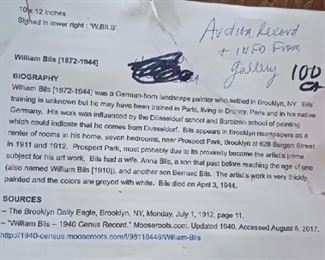 10 x 12 inches
Signed in lower right : "W.BILS'.
Auction Record
+ INFO From
gallery
100
William Bils [1872-1944]
BIOGRAPHY
William Bils [1872-1944] was a German-born landscape painter who settled in Brooklyn, NY. Bils'
training is unknown but he may have been trained in Paris, living in Drancy, Paris and his native
Germany. His work was influenced by the Düsseldorf school and Barbizon school of painting
which could indicate that he comes from Düsseldorf. Bils appears in Brooklyn newspapers as a
renter of rooms in his home, seven bedrooms, near Prospect Park, Brooklyn at 628 Bergen Street
in 1911 and 1912. Prospect Park, most probably due to its proximity became the artists prime
subject for his art work. Bils had a wife, Anna Bils, a son that past before reaching the age of one
(also named William Bils [1910]), and another son Bernard Bils. The artist's work is very thickly
painted and the colors are greyed with white. Bils died on April 3, 1944.
SOURCES
– The Brooklyn Daily Eagle, Brooklyn, NY, Monday, July 1, 1912, page 11.
– "William Bils – 1940 Census Record." Mooseroots.com. Updated 1940. Accessed August 6, 2017.
http://1940-census.mooseroots.com/l/98118446/William-Bils